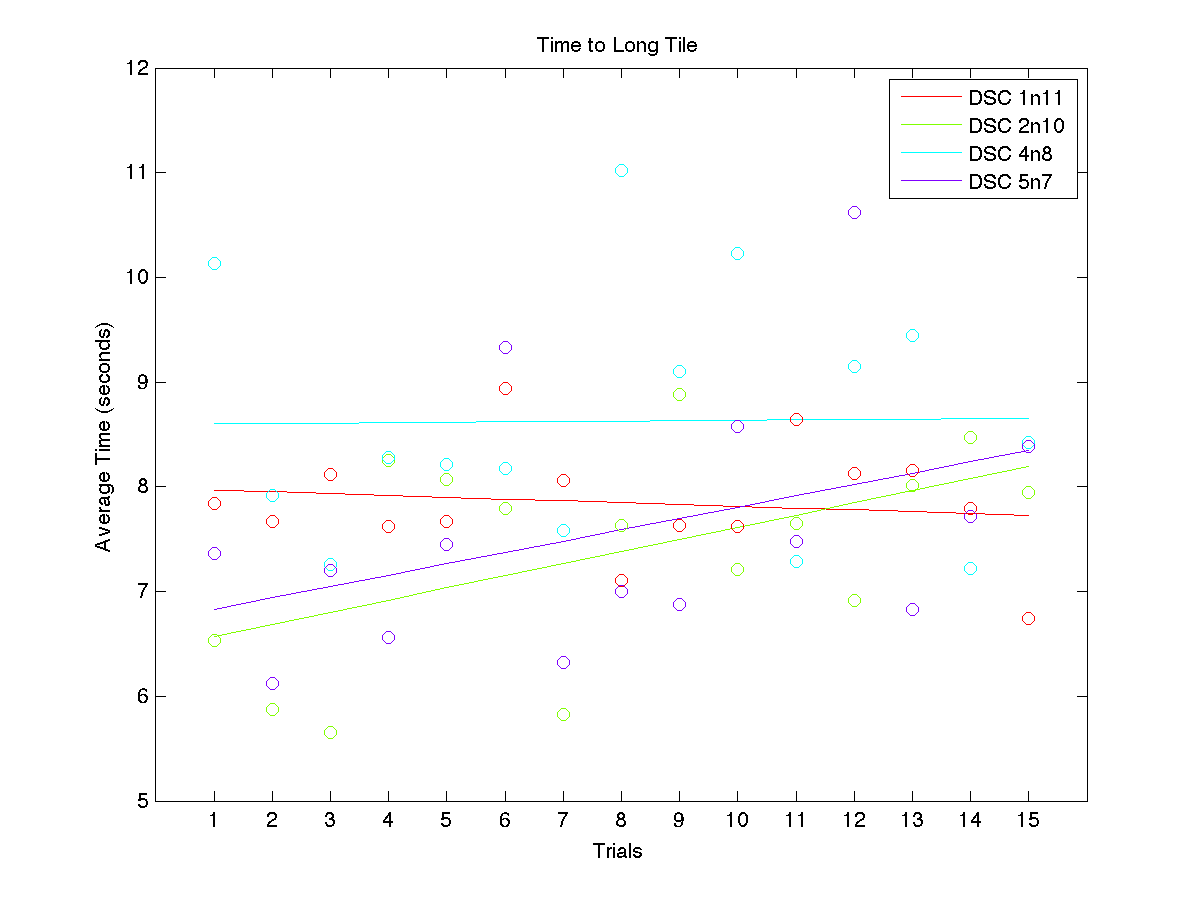 Time to Long Tile
12
11
10
9
8
7
6
5
Average Time (seconds)
DSC 1n11
DSC 2n10
DSC 4n8
DSC 5n7
1 2 3 4 5 6 7 8 9 10 11 12 13 14 15
Trials